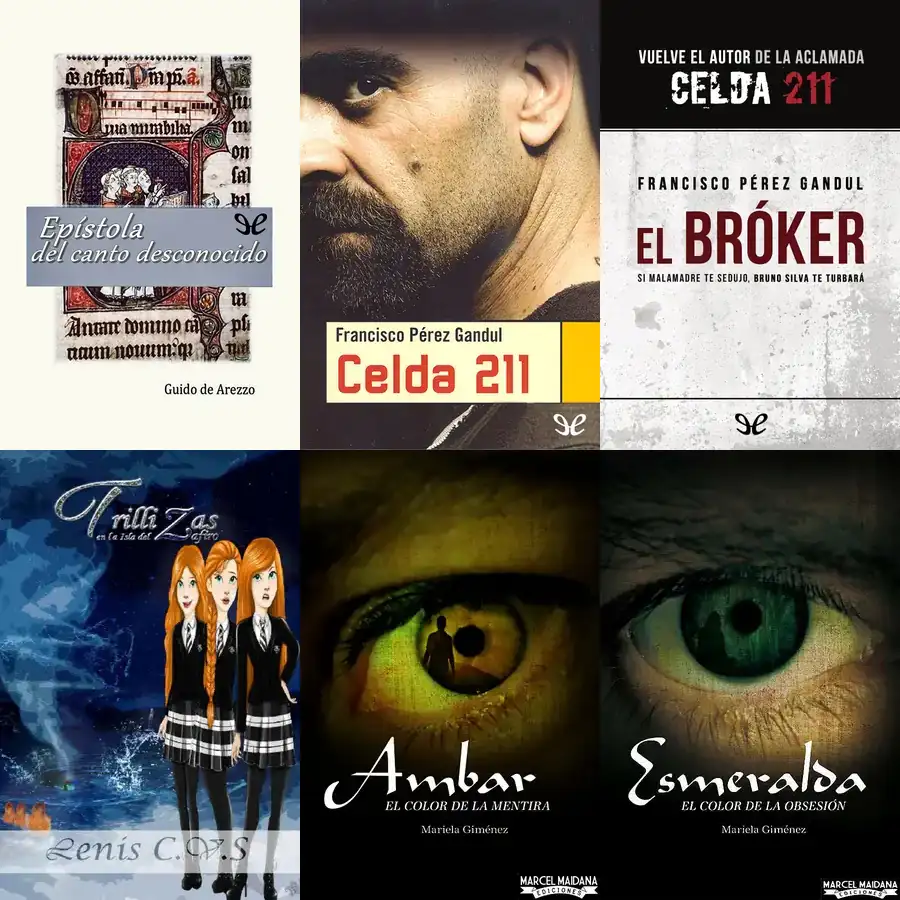 Epístola
del canto desconocido
Guido de Arezzo
Francisco Pérez Gandul
Celda 211
VUELVE EL AUTOR DE LA ACLAMADA
CELDA 211
FRANCISCO PÉREZ GANDUL
EL BRÓKER
SI MALAMADRE TE SEDUJO, BRUNO SILVA TE TURBARÁ
TrilliZas
en la Isla del Zafiro
Lenis C.V.S
Ambar
EL COLOR DE LA MENTIRA
Mariela Giménez
MARCEL MAIDANA
EDICIONES
Esmeralda
EL COLOR DE LA OBSESIÓN
Mariela Giménez
MARCEL MAIDANA
EDICIONES